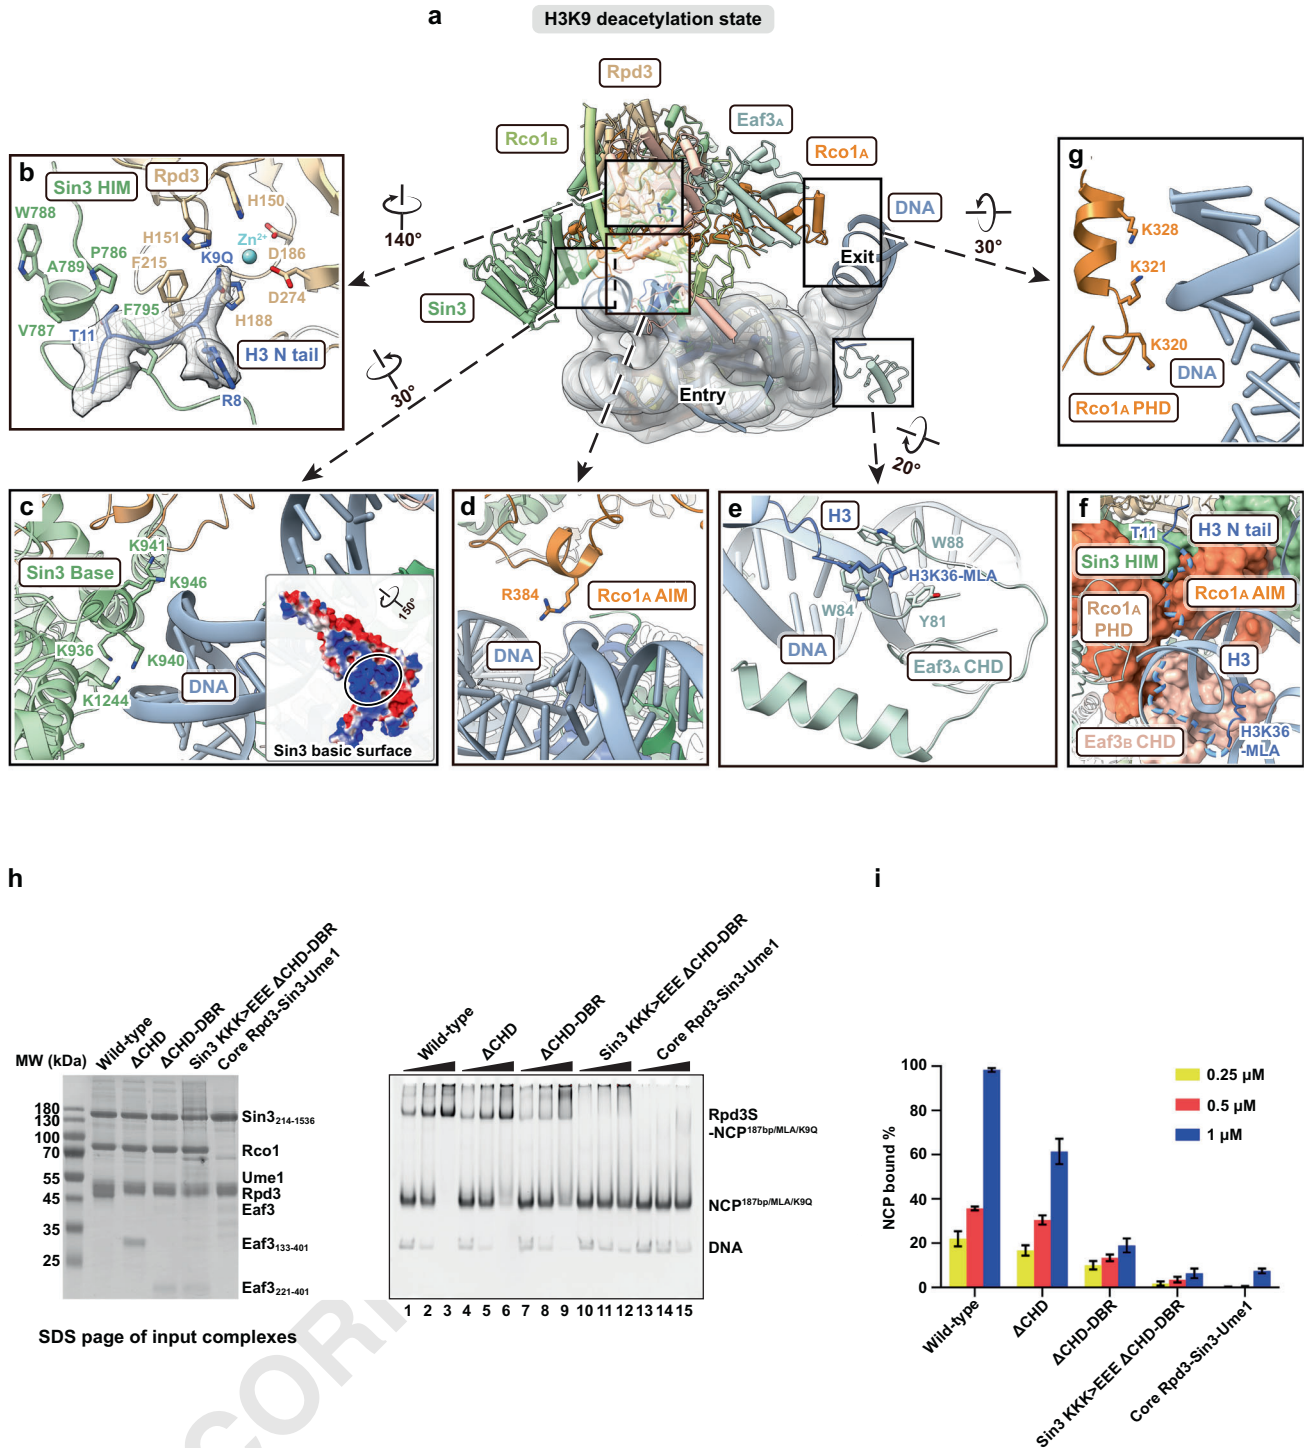 a
H3K9 deacetylation state
Rpd3
Rco1B
Eaf3A
Rco1A
DNA
Exit
Sin3
Entry
140°
30°
30°
20°
b
Sin3 HIM
Rpd3
W788
H150
H151
Zn2+
P786
K9Q
D186
A789
F215
D274
F795
H188
V787
T11
H3 N tail
R8
g
K328
K321
K320
DNA
Rco1A PHD
c
K941
Sin3 Base
K946
K936
K940
DNA
K1244
150°
Sin3 basic surface
d
R384
Rco1A AIM
DNA
e
H3
W88
H3K36-MLA
W84
Y81
DNA
Eaf3A CHD
f
T11
H3 N tail
Sin3 HIM
Rco1A AIM
Rco1A
PHD
H3
Eaf3B CHD
H3K36
-MLA
h
MW (kDa)
Wild-type
ΔCHD
ΔCHD-DBR
Sin3 KKK>EEE ΔCHD-DBR
Core Rpd3-Sin3-Ume1
180
130
100
70
55
45
35
25
Sin3214-1536
Rco1
Ume1
Rpd3
Eaf3
Eaf3133-401
Eaf3221-401
SDS page of input complexes
Wild-type
ΔCHD
ΔCHD-DBR
Sin3 KKK>EEE ΔCHD-DBR
Core Rpd3-Sin3-Ume1
Rpd3S
-NCP187bp/MLA/K9Q
NCP187bp/MLA/K9Q
DNA
1 2 3 4 5 6 7 8 9 10 11 12 13 14 15
i
NCP bound %
100
80
60
40
20
0
0.25 μM
0.5 μM
1 μM
Wild-type
ΔCHD
ΔCHD-DBR
Sin3 KKK>EEE ΔCHD-DBR
Core Rpd3-Sin3-Ume1
CORR